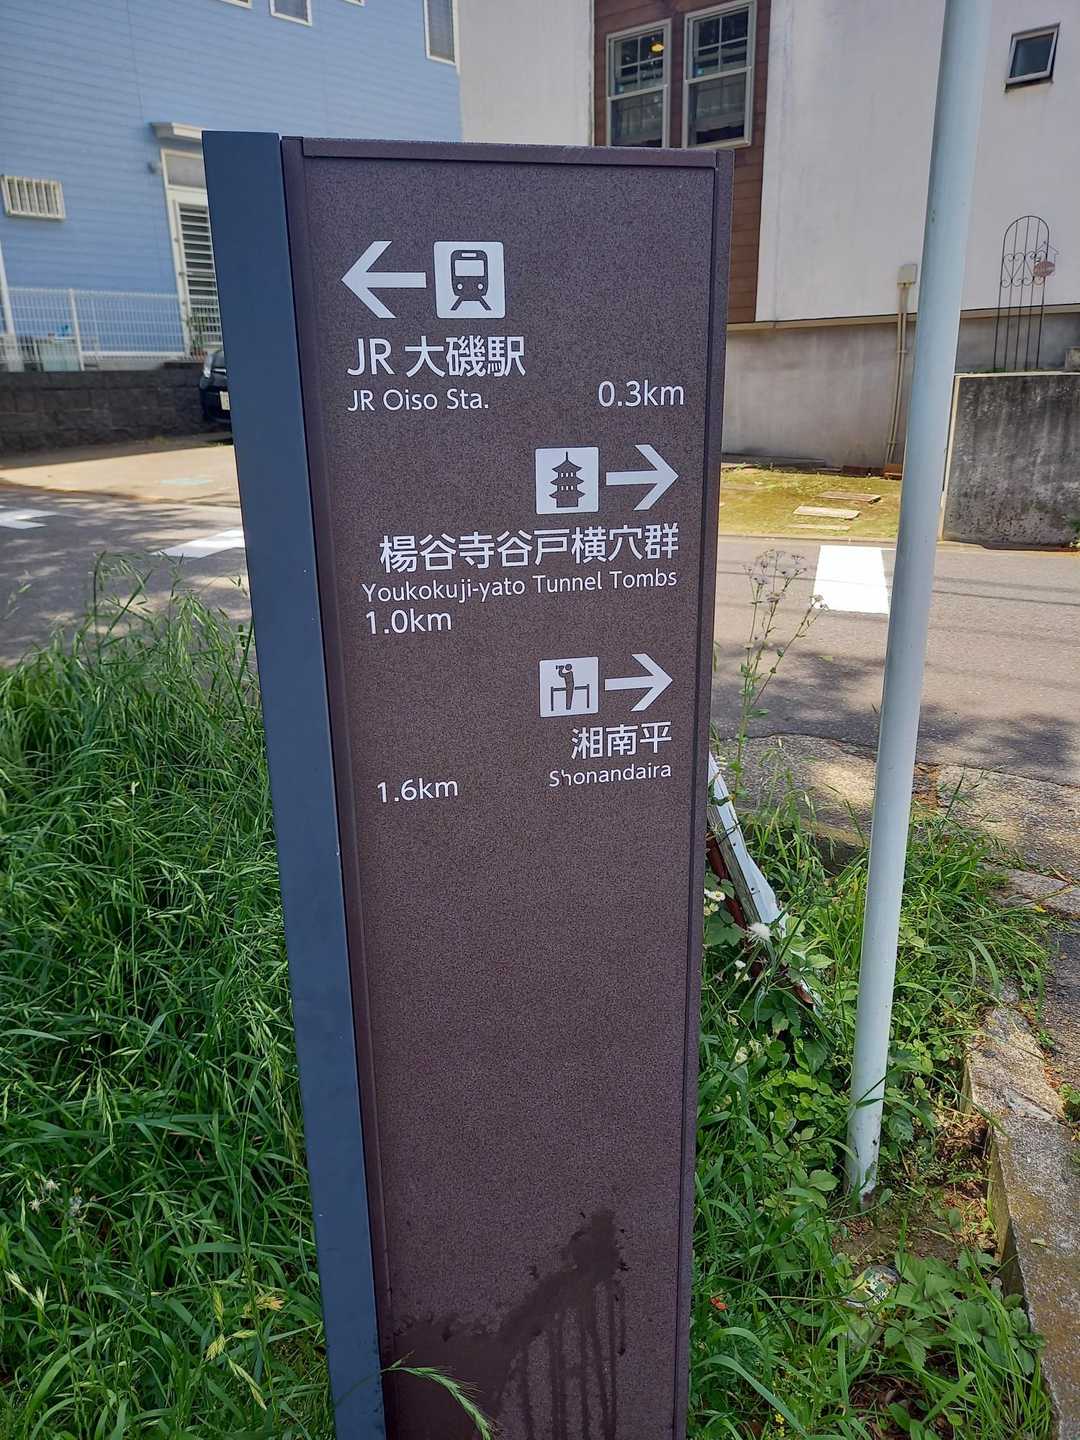 JR 大磯駅
JR Oiso Sta.
0.3km
楊谷寺谷戸横穴群
Youkokuji-yato Tunnel Tombs
1.0km
湘南平
Shonandaira
1.6km